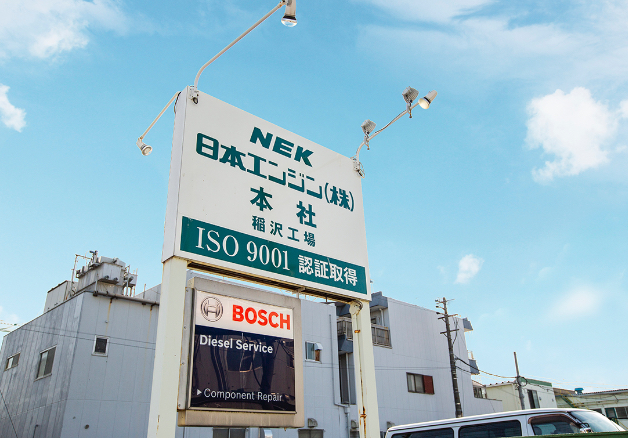 NEK
日本エンジン(株)
本社
稲沢工場
ISO 9001 認証取得
BOSCH
Diesel Service
Component Repair